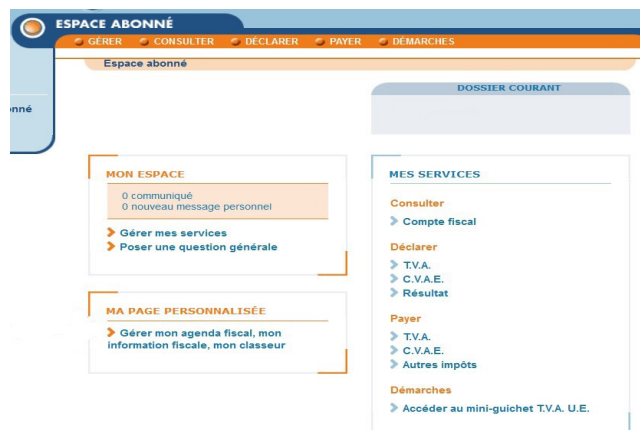 ESPACE ABONNÉ
GÉRER CONSULTER DÉCLARER PAYER DÉMARCHES
Espace abonné
onné
DOSSIER COURANT
MON ESPACE
0 communiqué
0 nouveau message personnel
Gérer mes services
Poser une question générale
MA PAGE PERSONNALISÉE
Gérer mon agenda fiscal, mon
information fiscale, mon classeur
MES SERVICES
Consulter
Compte fiscal
Déclarer
T.V.A.
C.V.A.E.
Résultat
Payer
T.V.A.
C.V.A.E.
Autres impôts
Démarches
Accéder au mini-guichet T.V.A. U.E.